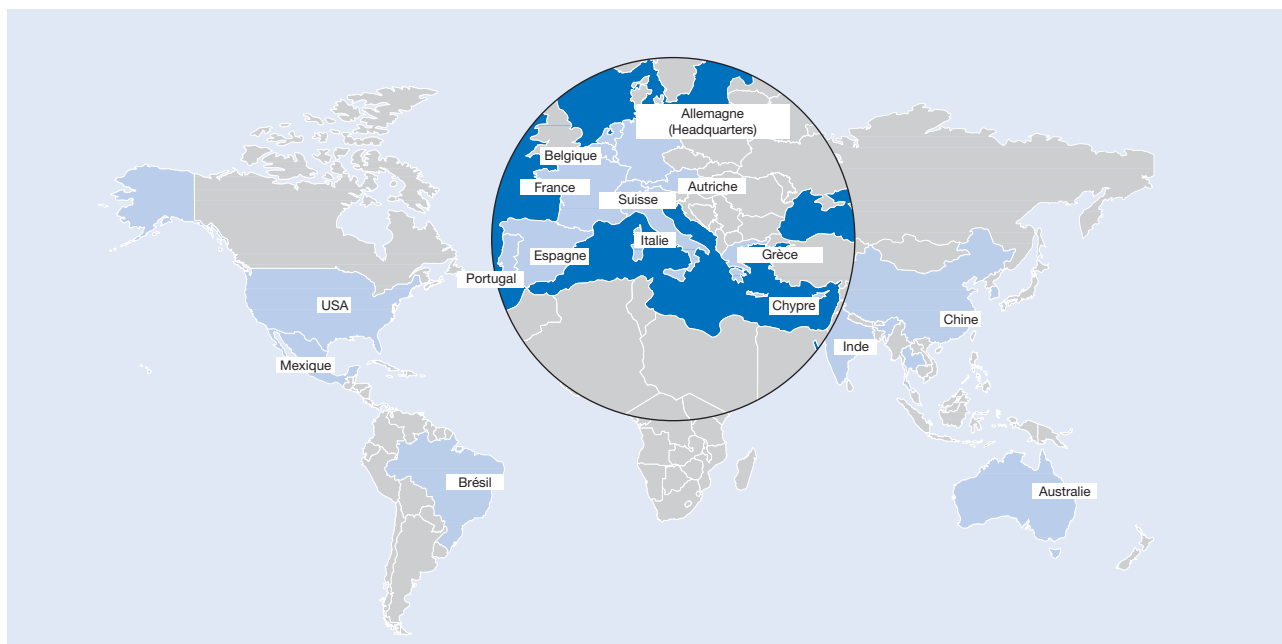 Allemagne
(Headquarters)
Belgique
France
Autriche
Suisse
Italie
Espagne
Grèce
Portugal
Chypre
USA
Chine
Inde
Mexique
Brésil
Australie